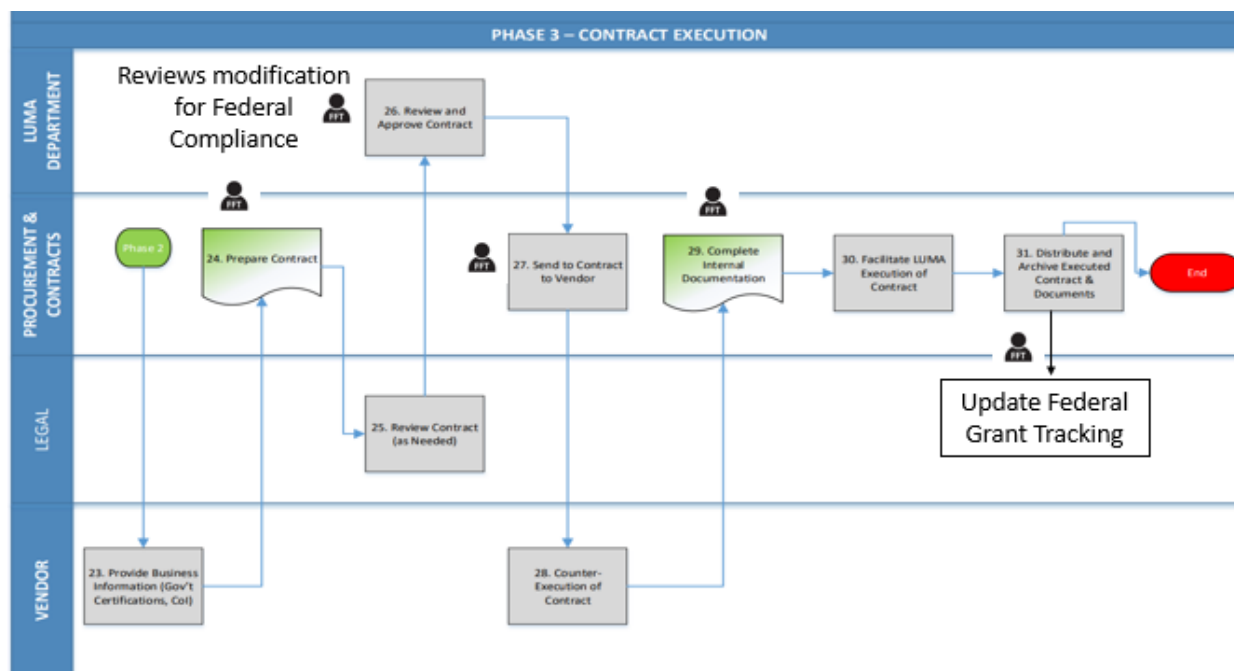 PHASE 3 – CONTRACT EXECUTION
LUMA
DEPARTMENT
Reviews modification
for Federal
Compliance
FFT
26. Review and
Approve Contract
PROCUREMENT &
CONTRACTS
Phase 2
FFT
24. Prepare Contract
FFT
27. Send to Contract
to Vendor
FFT
29. Complete
Internal
Documentation
30. Facilitate LUMA
Execution of
Contract
31. Distribute and
Archive Executed
Contract &
Documents
End
FFT
LEGAL
25. Review Contract
(as Needed)
Update Federal
Grant Tracking
VENDOR
23. Provide Business
Information (Gov't
Certifications, CoI)
28. Counter-
Execution of
Contract